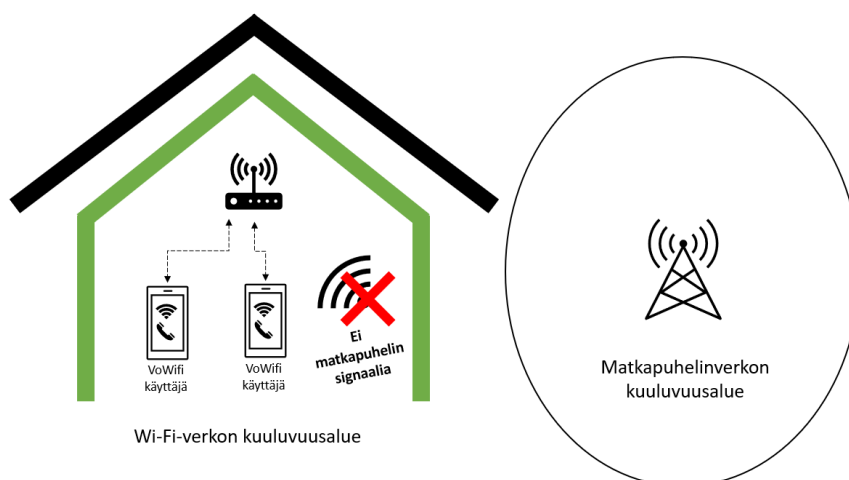 VoWifi
käyttäjä
VoWifi
käyttäjä
Ei
matkapuhelin
signaalia
Wi-Fi-verkon kuuluvuusalue
Matkapuhelinverkon
kuuluvuusalue